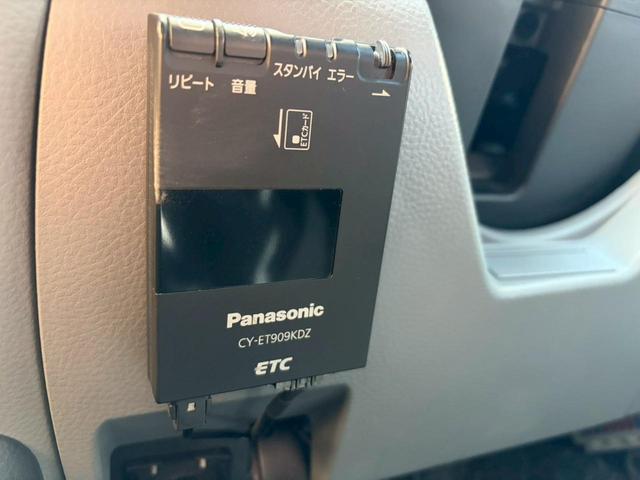 リピート 音量 スタンバイ エラー
ETCカード
Panasonic
CY-ET909KDZ
ETC